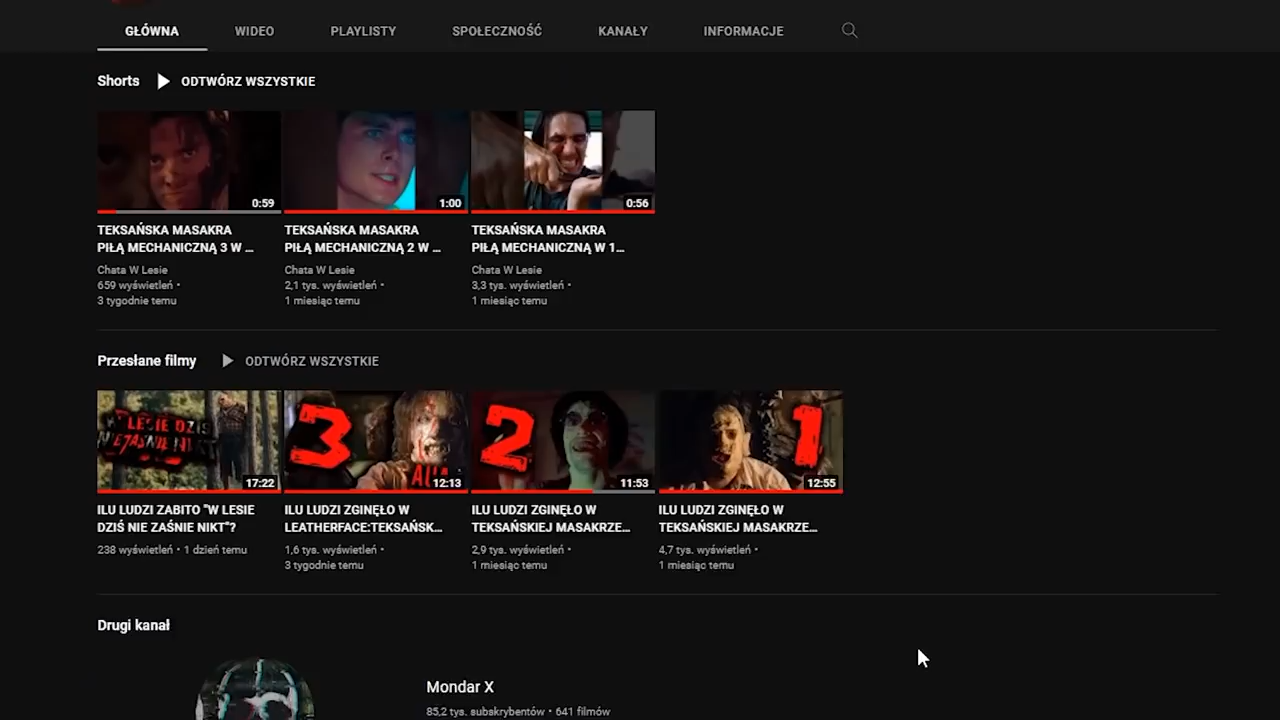 GŁÓWNA WIDEO PLAYLISTY SPOŁECZNOŚĆ KANAŁY INFORMACJE
Shorts ODTWÓRZ WSZYSTKIE
0:59 1:00 0:56
TEKSAŃSKA MASAKRA PIŁĄ MECHANICZNĄ 3 W ...
Chata W Lesie
659 wyświetleń •
3 tygodnie temu
TEKSAŃSKA MASAKRA
PIŁĄ MECHANICZNĄ 2 W ...
Chata W Lesie
2,1 tys. wyświetleń •
1 miesiąc temu
TEKSAŃSKA MASAKRA
PIŁĄ MECHANICZNĄ W 1...
Chata W Lesie
3,3 tys. wyświetleń •
1 miesiąc temu
Przesłane filmy ODTWÓRZ WSZYSTKIE
W LESIE DZIŚ
NIE ZAŚNIE NIKT
17:22
3
12:13
2
11:53
1
12:55
ILU LUDZI ZABITO "W LESIE
DZIŚ NIE ZAŚNIE NIKT"?
238 wyświetleń • 1 dzień temu
ILU LUDZI ZGINĘŁO W
LEATHERFACE:TEKSAŃSK...
1,6 tys. wyświetleń •
3 tygodnie temu
ILU LUDZI ZGINĘŁO W
TEKSAŃSKIEJ MASAKRZE...
2,9 tys. wyświetleń •
1 miesiąc temu
ILU LUDZI ZGINĘŁO W
TEKSAŃSKIEJ MASAKRZE...
4,7 tys. wyświetleń •
1 miesiąc temu
Drugi kanał
Mondar X
85,2 tys. subskrybentów • 641 filmów